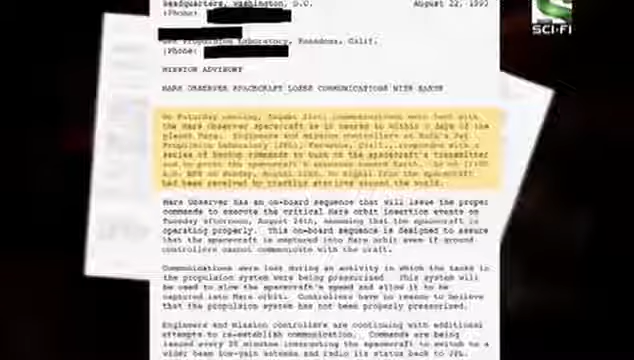 Headquarters, Washington, D.C. August 22, 1993
(Phone:
SCI-FI
Jet Propulsion Laboratory, Pasadena, Calif.
(Phone:
MISSION ADVISORY
MARS OBSERVER SPACECRAFT LOSES COMMUNICATIONS WITH EARTH
On Saturday evening, August 21st, communications were lost with
the Mars Observer spacecraft as it neared to within 3 days of the
planet Mars. Engineers and mission controllers at NASA's Jet
Propulsion Laboratory (JPL), Pasadena, Calif., responded with a
series of backup commands to turn on the spacecraft's transmitter
and to point the spacecraft's antennas toward Earth. As of 11:00
a.m. EDT on Sunday, August 22nd, no signal from the spacecraft
had been received by tracking stations around the world.
Mars Observer has an on-board sequence that will issue the proper
commands to execute the critical Mars orbit insertion events on
Tuesday afternoon, August 24th, assuming that the spacecraft is
operating properly. This on-board sequence is designed to assure
that the spacecraft is captured into Mars orbit even if ground
controllers cannot communicate with the craft.
Communications were lost during an activity in which the tanks in
the propulsion system were being pressurized. This system will
be used to slow the spacecraft's speed and allow it to be
captured into Mars orbit. Controllers have no reason to believe
that the propulsion system has not been properly pressurized.
Engineers and mission controllers are continuing with additional
attempts to re-establish communication. Commands are being
issued every 20 minutes instructing the spacecraft to switch to a
wider beam low-gain antenna and radio its status back to JPL.